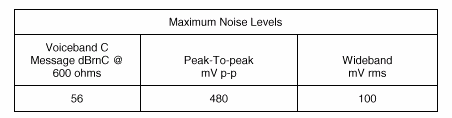 Maximum Noise Levels
Voiceband C
Message dBrnC @
600 ohms
Peak-To-peak
mV p-p
Wideband
mV rms
56
480
100